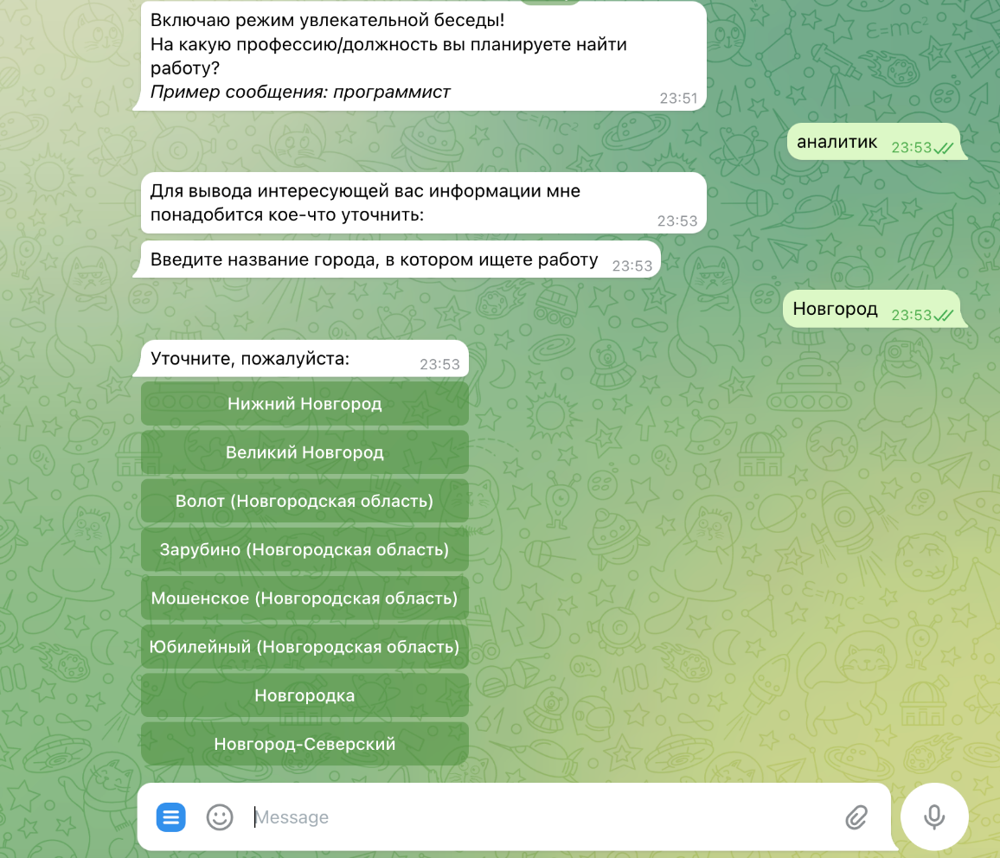 Включаю режим увлекательной беседы!
На какую профессию/должность вы планируете найти
работу?
Пример сообщения: программист
23:51
аналитик 23:53
Для вывода интересующей вас информации мне
понадобится кое-что уточнить:
23:53
Введите название города, в котором ищете работу 23:53
Новгород 23:53
Уточните, пожалуйста: 23:53
Нижний Новгород
Великий Новгород
Волот (Новгородская область)
Зарубино (Новгородская область)
Мошенское (Новгородская область)
Юбилейный (Новгородская область)
Новгородка
Новгород-Северский
Message